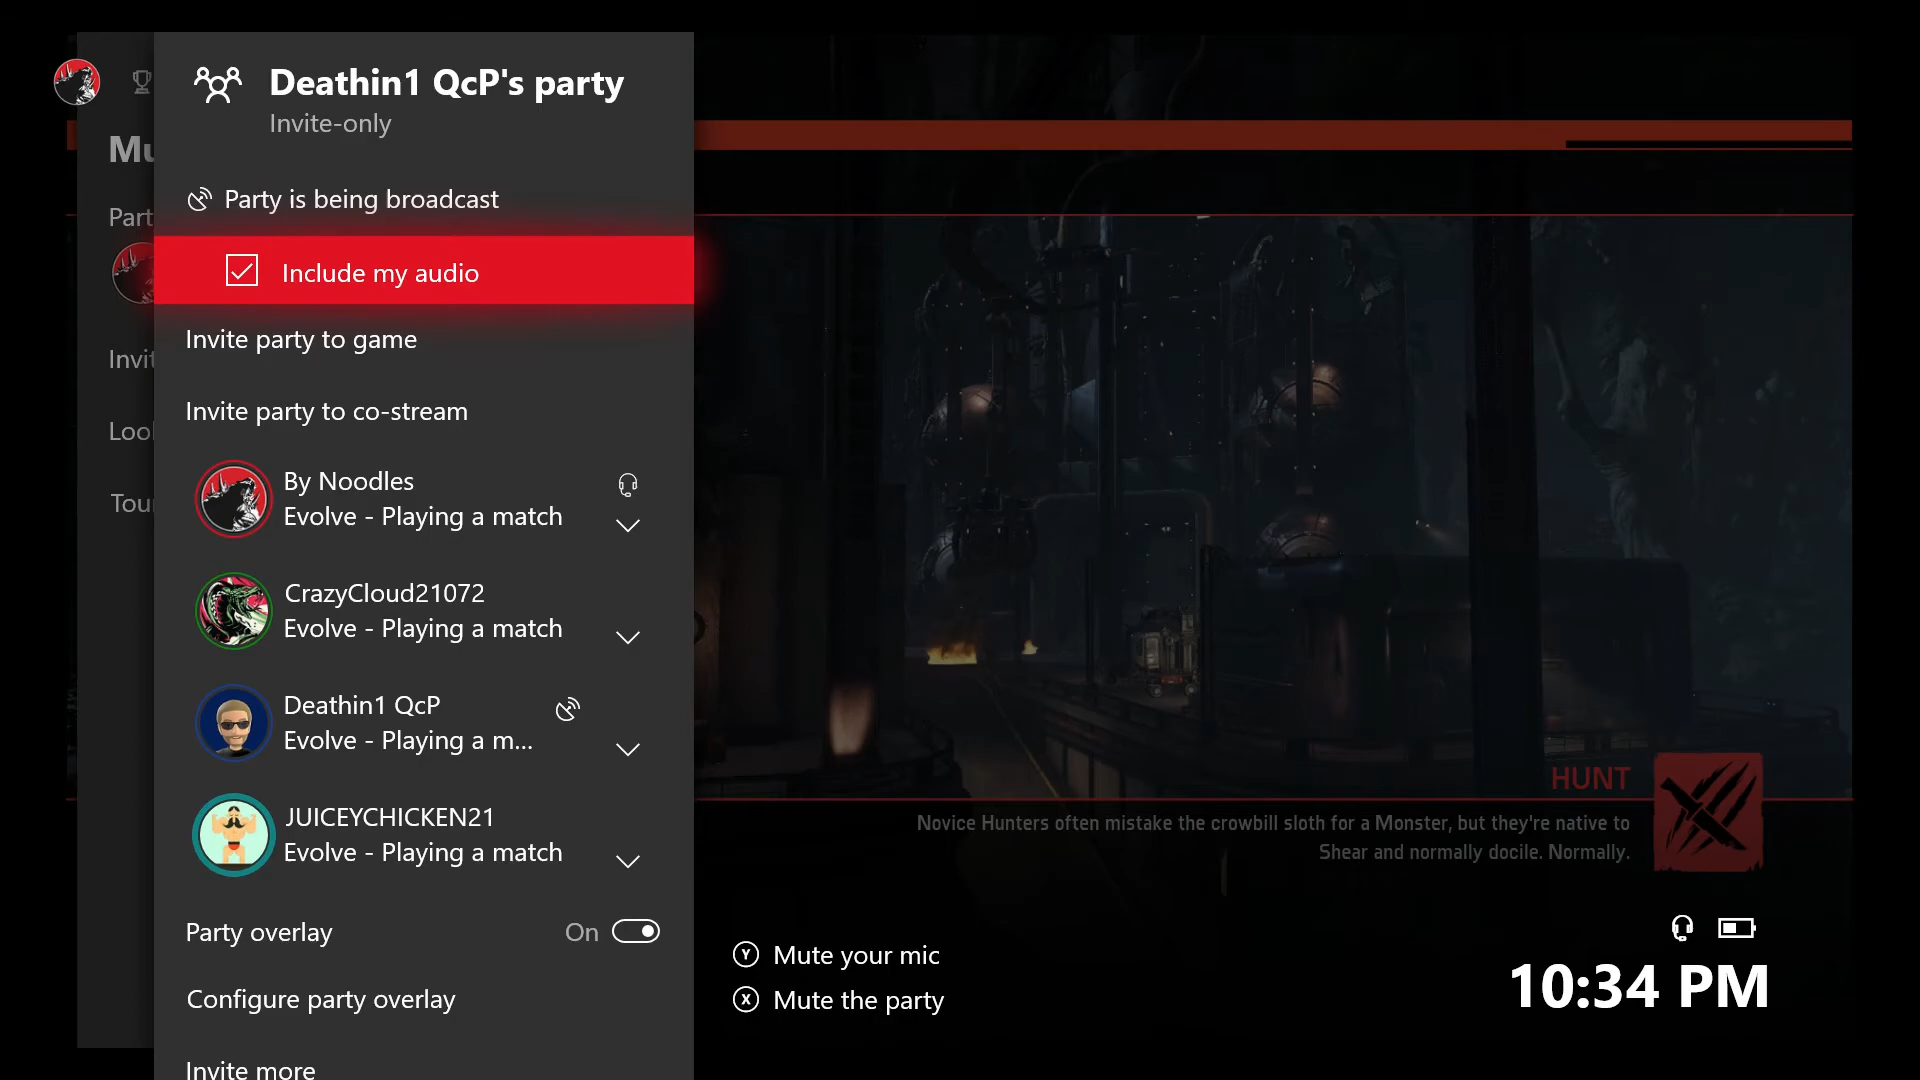 Deathin1 QcP's party
Invite-only
Mu
Party is being broadcast
Part
Include my audio
Invite party to game
Invit
Invite party to co-stream
Loo
By Noodles
Evolve - Playing a match
Tour
CrazyCloud21072
Evolve - Playing a match
Deathin1 QcP
Evolve - Playing a m...
JUICEYCHICKEN21
Evolve - Playing a match
Party overlay
On
Configure party overlay
Invite more
HUNT
Novice Hunters often mistake the crowbill sloth for a Monster, but they're native to
Shear and normally docile. Normally.
Y Mute your mic
X Mute the party
10:34 PM